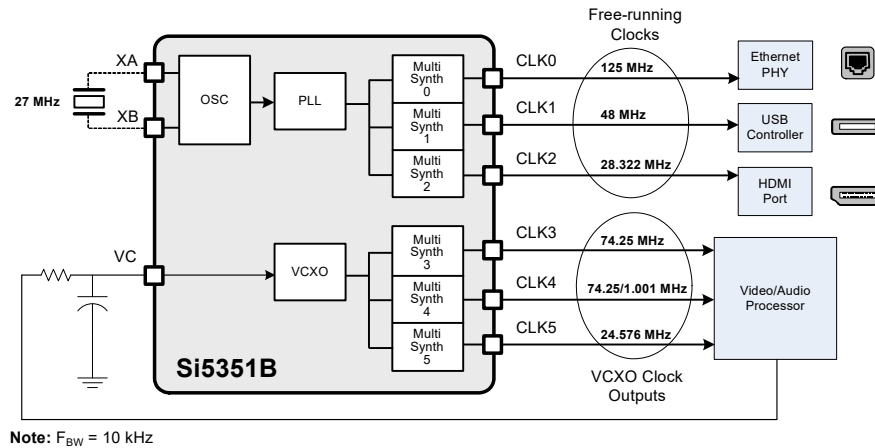 Free-running
Clocks
XA
27 MHz
XB
OSC
PLL
Multi
Synth
0
Multi
Synth
1
Multi
Synth
2
CLK0
125 MHz
Ethernet
PHY
CLK1
48 MHz
USB
Controller
CLK2
28.322 MHz
HDMI
Port
VC
VCXO
Multi
Synth
3
Multi
Synth
4
Multi
Synth
5
CLK3
74.25 MHz
CLK4
74.25/1.001 MHz
CLK5
24.576 MHz
Video/Audio
Processor
Si5351B
VCXO Clock
Outputs
Note: FBW = 10 kHz